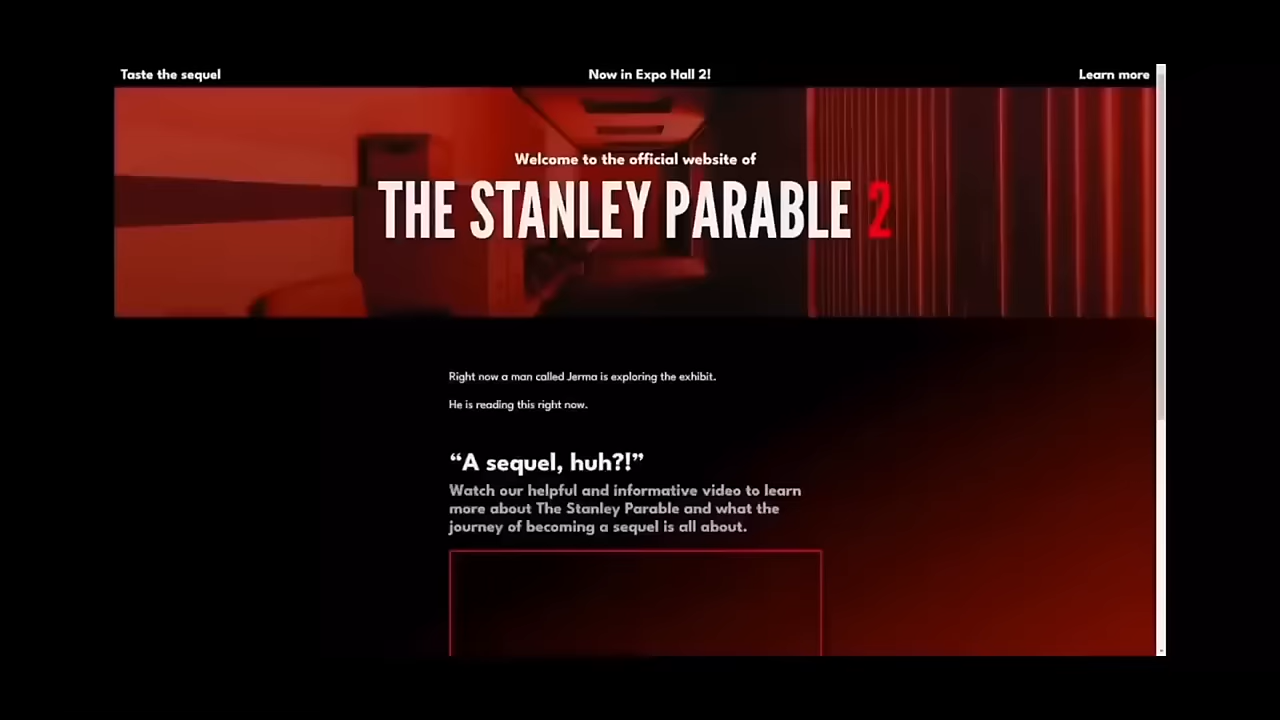 Taste the sequel
Now in Expo Hall 2!
Learn more
Welcome to the official website of
THE STANLEY PARABLE 2
Right now a man called Jerma is exploring the exhibit.
He is reading this right now.
“A sequel, huh?!”
Watch our helpful and informative video to learn
more about The Stanley Parable and what the
journey of becoming a sequel is all about.